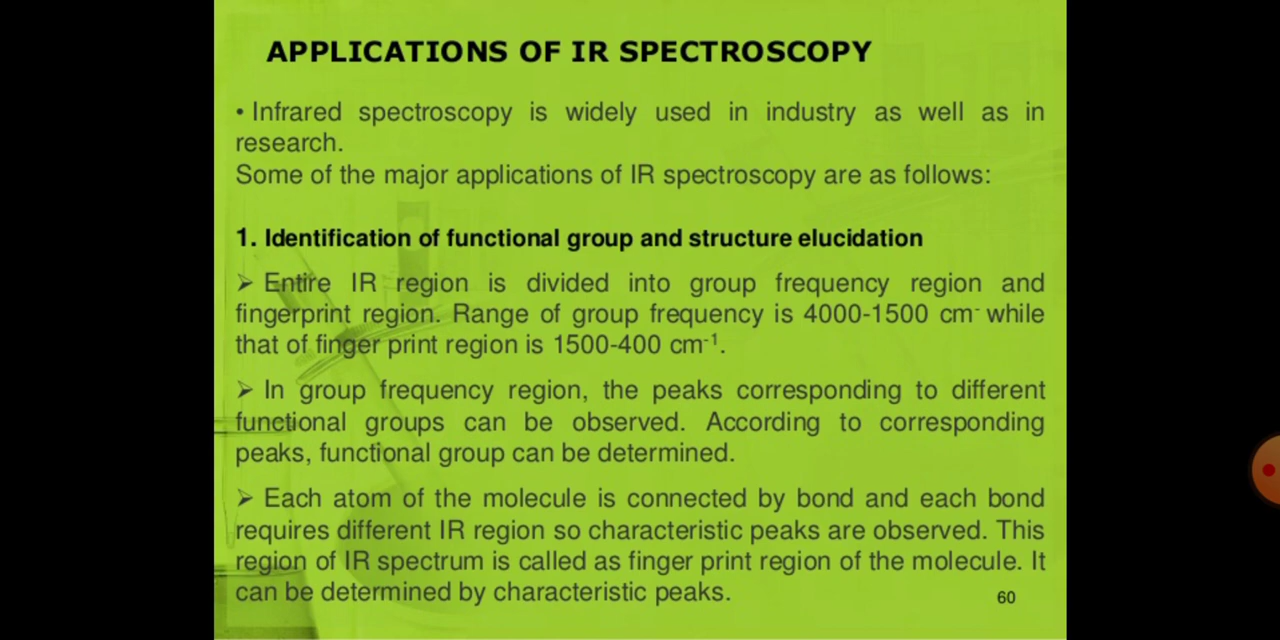 APPLICATIONS OF IR SPECTROSCOPY
• Infrared spectroscopy is widely used in industry as well as in
research.
Some of the major applications of IR spectroscopy are as follows:
1. Identification of functional group and structure elucidation
➢ Entire IR region is divided into group frequency region and
fingerprint region. Range of group frequency is 4000-1500 cm⁻ while
that of finger print region is 1500-400 cm⁻¹.
➢ In group frequency region, the peaks corresponding to different
functional groups can be observed. According to corresponding
peaks, functional group can be determined.
➢ Each atom of the molecule is connected by bond and each bond
requires different IR region so characteristic peaks are observed. This
region of IR spectrum is called as finger print region of the molecule. It
can be determined by characteristic peaks.
60